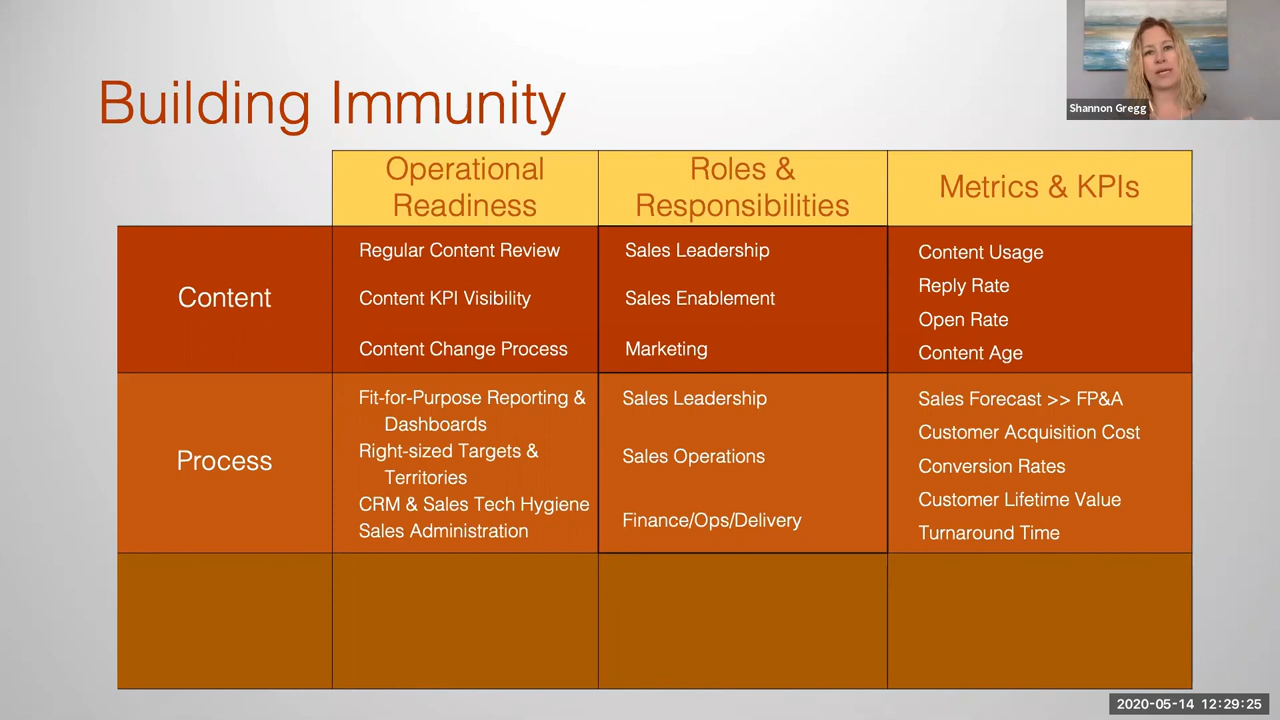 Shannon Gregg
Building Immunity
Operational
Readiness
Roles &
Responsibilities
Metrics & KPIs
Content
Regular Content Review
Content KPI Visibility
Content Change Process
Sales Leadership
Sales Enablement
Marketing
Content Usage
Reply Rate
Open Rate
Content Age
Process
Fit-for-Purpose Reporting &
Dashboards
Right-sized Targets &
Territories
CRM & Sales Tech Hygiene
Sales Administration
Sales Leadership
Sales Operations
Finance/Ops/Delivery
Sales Forecast >> FP&A
Customer Acquisition Cost
Conversion Rates
Customer Lifetime Value
Turnaround Time
2020-05-14 12:29:25